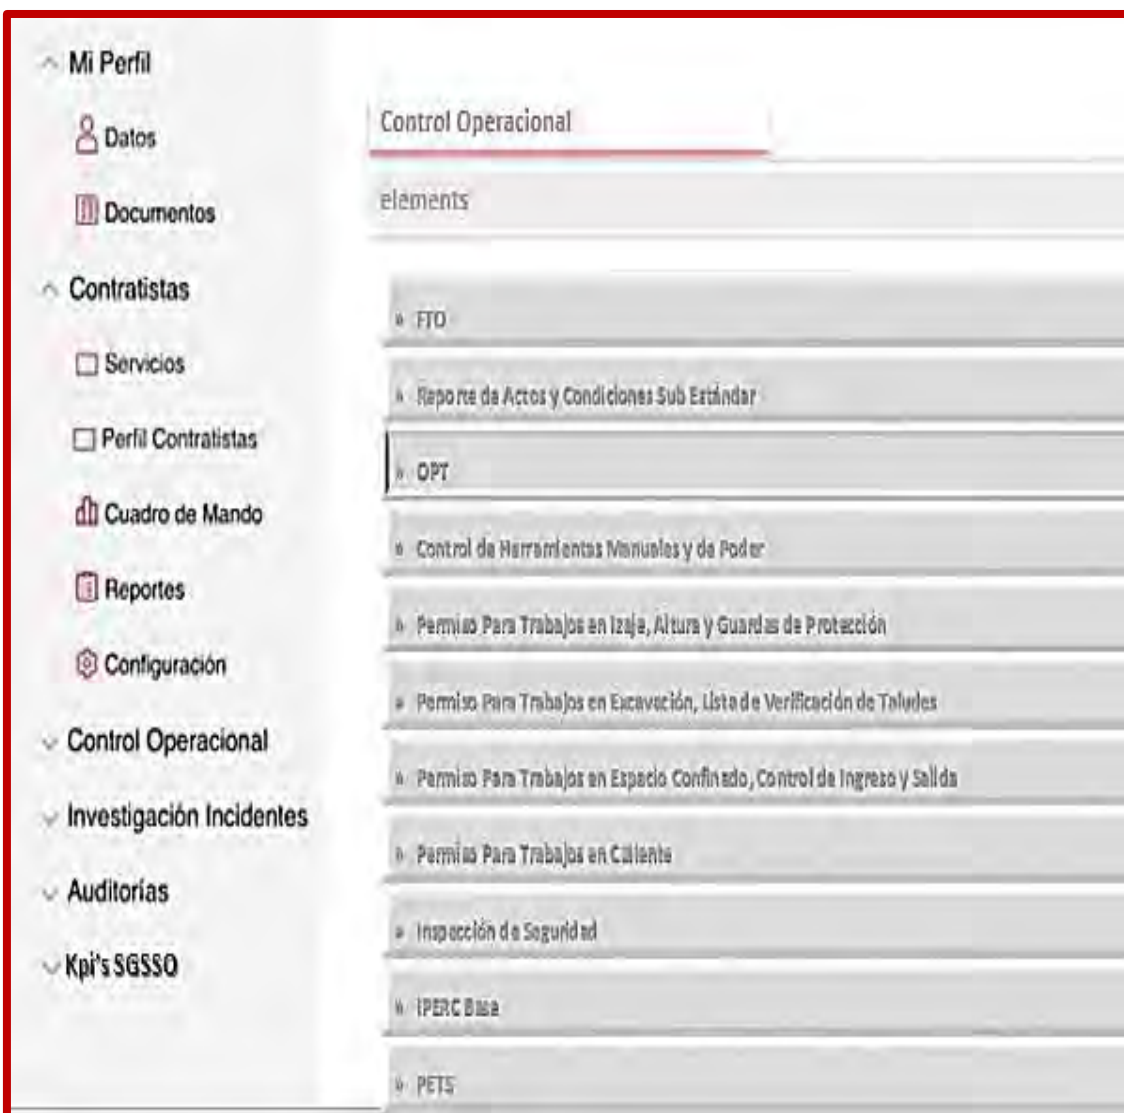 Mi Perfil
Datos
Documentos
Contratistas
Servicios
Perfil Contratistas
Cuadro de Mando
Reportes
Configuración
Control Operacional
Investigación Incidentes
Auditorías
Kpi's SGSSO
Control Operacional
elements
» FTO
» Reporte de Actos y Condiciones Sub Estándar
» OPT
» Control de Herramientas Manuales y de Poder
» Permiso Para Trabajos en Izaje, Altura y Guardas de Protección
» Permiso Para Trabajos en Excavación, Lista de Verificación de Taludes
» Permiso Para Trabajos en Espacio Confinado, Control de Ingreso y Salida
» Permiso Para Trabajos en Caliente
» Inspección de Seguridad
» IPERC Base
» PETS